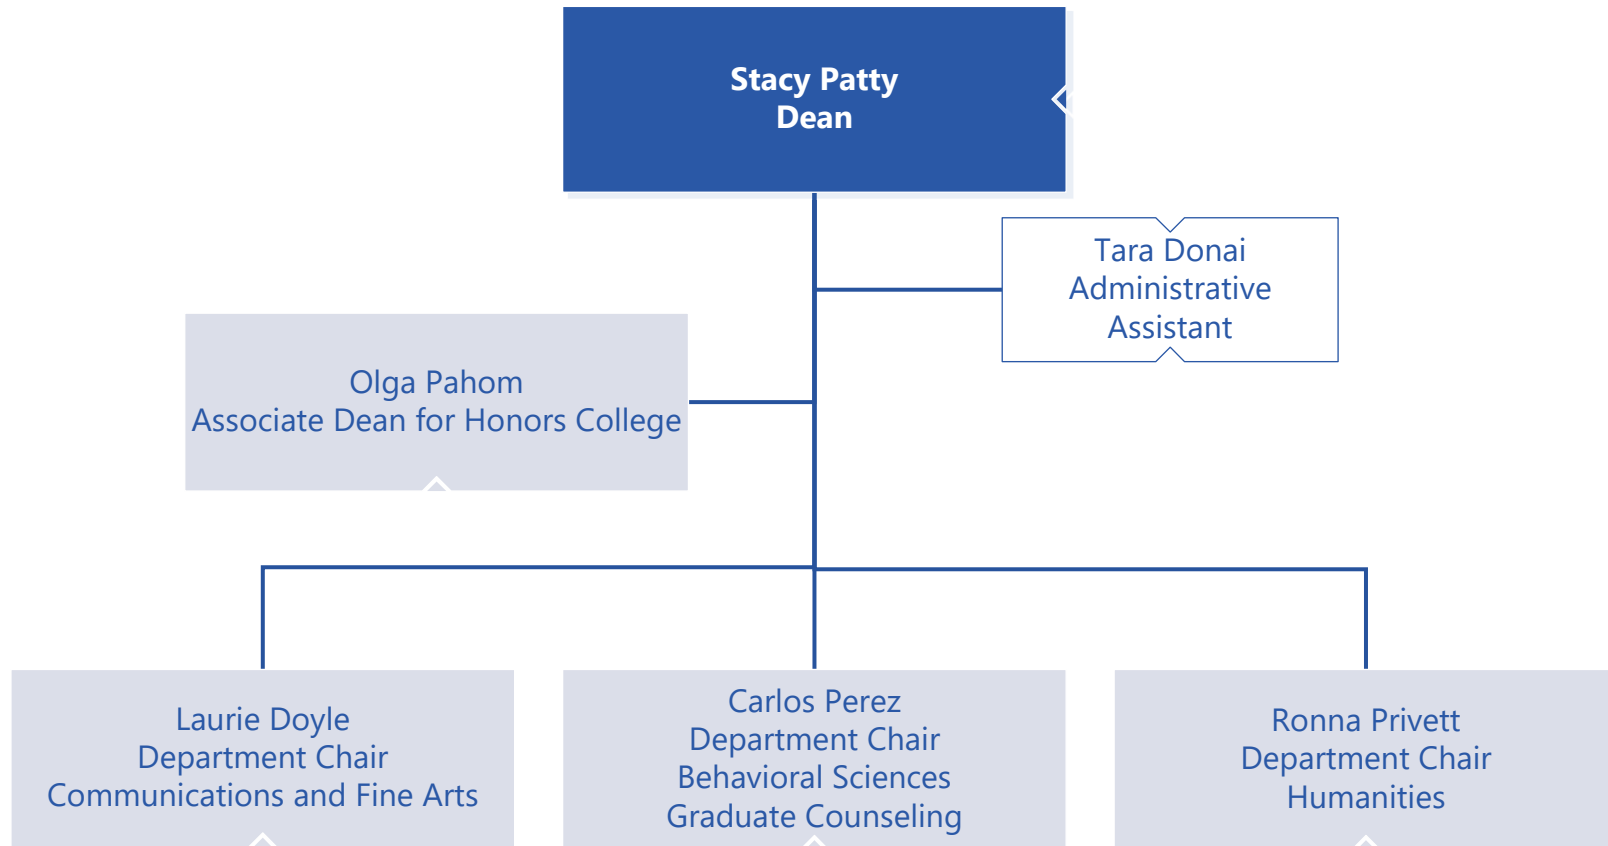 Stacy Patty
Dean
Tara Donai
Administrative
Assistant
Olga Pahom
Associate Dean for Honors College
Laurie Doyle
Department Chair
Communications and Fine Arts
Carlos Perez
Department Chair
Behavioral Sciences
Graduate Counseling
Ronna Privett
Department Chair
Humanities